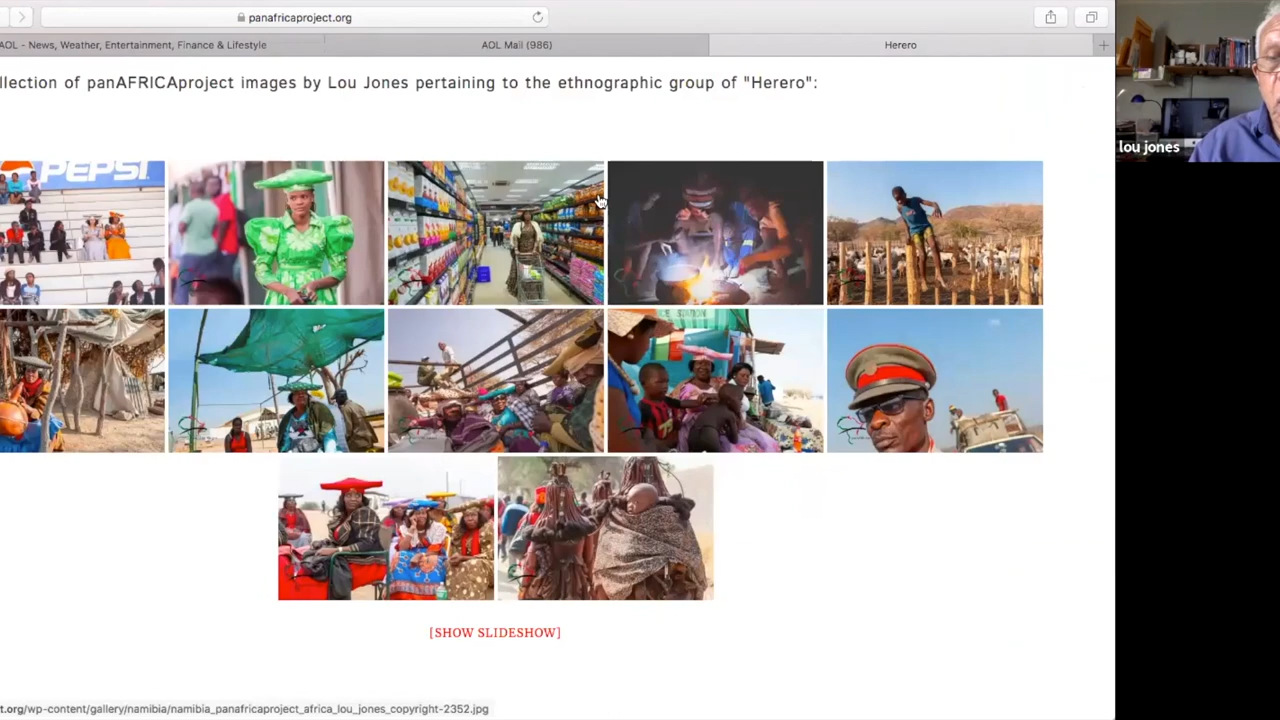 panafricaproject.org
AOL - News, Weather, Entertainment, Finance & Lifestyle
AOL Mail (986)
Herero
llection of panAFRICAproject images by Lou Jones pertaining to the ethnographic group of "Herero":
lou jones
PEPSI
CE STATION
[SHOW SLIDESHOW]
t.org/wp-content/gallery/namibia/namibia_panafricaproject_africa_lou_jones_copyright-2352.jpg